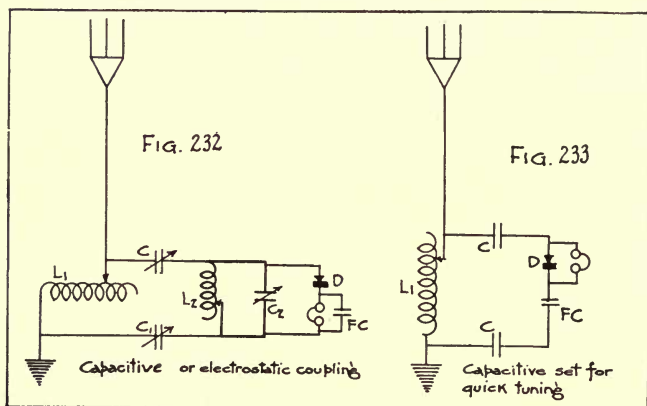 FIG. 232
L1
C
C1
L2
C2
D
FC
Capacitive or electrostatic coupling
FIG. 233
L1
C
D
FC
C
Capacitive set for
quick tuning